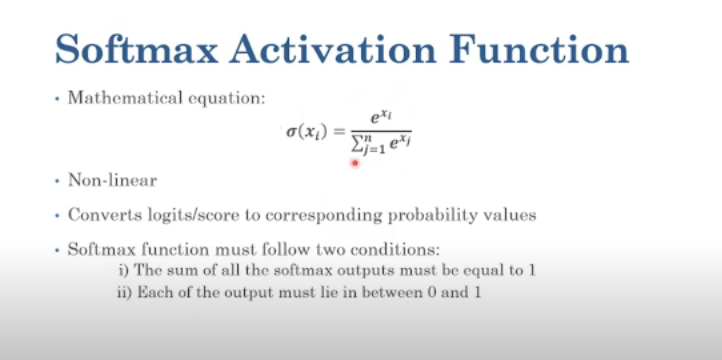 Softmax Activation Function
• Mathematical equation:
σ(xᵢ) = e^{xᵢ} / Σⁿⱼ₌₁ e^{xⱼ}
• Non-linear
• Converts logits/score to corresponding probability values
• Softmax function must follow two conditions:
i) The sum of all the softmax outputs must be equal to 1
ii) Each of the output must lie in between 0 and 1